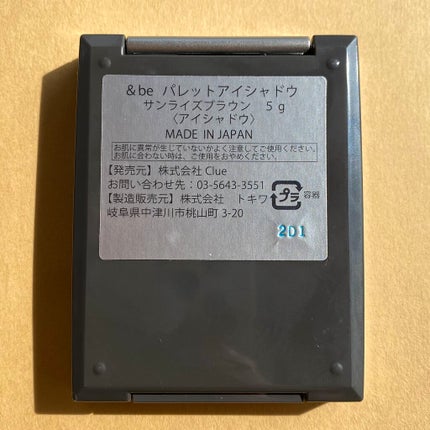 &be パレットアイシャドウ
サンライズブラウン 5g
〈アイシャドウ〉
MADE IN JAPAN
お肌に異常が生じていないかよく注意してご使用ください。
お肌に合わない時は、ご使用をおやめください。
【発売元】株式会社 Clue
お問い合わせ先：03-5643-3551
【製造販売元】株式会社 トキワ
岐阜県中津川市桃山町 3-20
プラ
容器
201